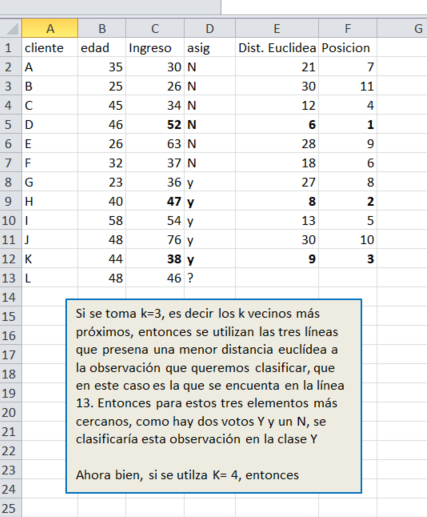 A B C D E F G
1 cliente edad Ingreso asig Dist. Euclidea Posicion
2 A 35 30 N 21 7
3 B 25 26 N 30 11
4 C 45 34 N 12 4
5 D 46 52 N 6 1
6 E 26 63 N 28 9
7 F 32 37 N 18 6
8 G 23 36 y 27 8
9 H 40 47 y 8 2
10 I 58 54 y 13 5
11 J 48 76 y 30 10
12 K 44 38 y 9 3
13 L 48 46 ?
14
15
16
17
18
19
20
21
22
23
24
25
Si se toma k=3, es decir los k vecinos más
próximos, entonces se utilizan las tres líneas
que presena una menor distancia euclídea a
la observación que queremos clasificar, que
en este caso es la que se encuenta en la línea
13. Entonces para estos tres elementos más
cercanos, como hay dos votos Y y un N, se
clasificaría esta observación en la clase Y
Ahora bien, si se utilza K= 4, entonces